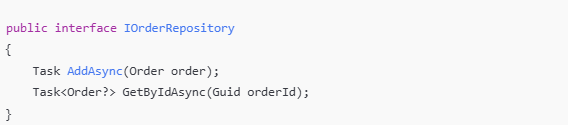 public interface IOrderRepository
{
    Task AddAsync(Order order);
    Task<Order?> GetByIdAsync(Guid orderId);
}